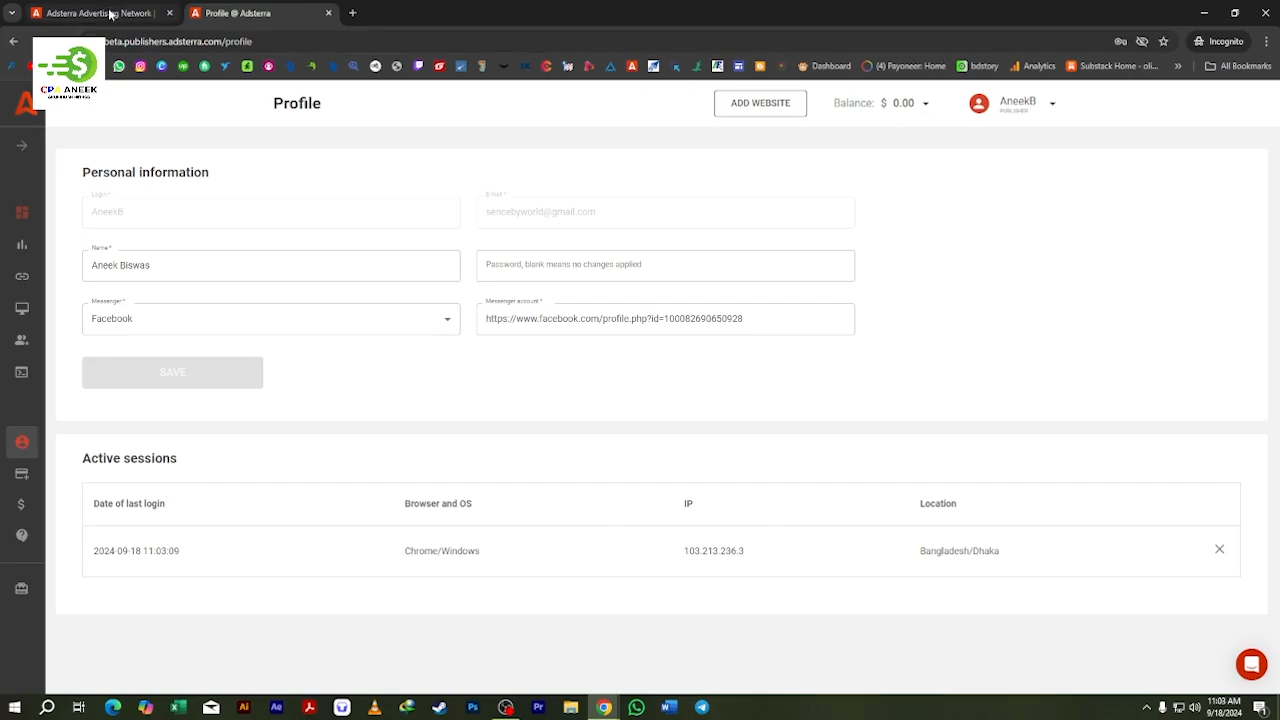 Adsterra Advertising Network |
Profile @ Adsterra
beta.publishers.adsterra.com/profile
Incognito
Dashboard
(4) Payoneer: Home
bdstory
Analytics
Substack Home - oli...
All Bookmarks
CPA ANEEK
Profile
ADD WEBSITE
Balance: $ 0.00
AneekB
PUBLISHER
Personal information
Login *
AneekB
E-mail *
sencebyworld@gmail.com
Name *
Aneek Biswas
Password, blank means no changes applied
Messenger *
Facebook
Messenger account *
https://www.facebook.com/profile.php?id=100082690650928
SAVE
Active sessions
Date of last login
Browser and OS
IP
Location
2024-09-18 11:03:09
Chrome/Windows
103.213.236.3
Bangladesh/Dhaka
11:03 AM
9/18/2024